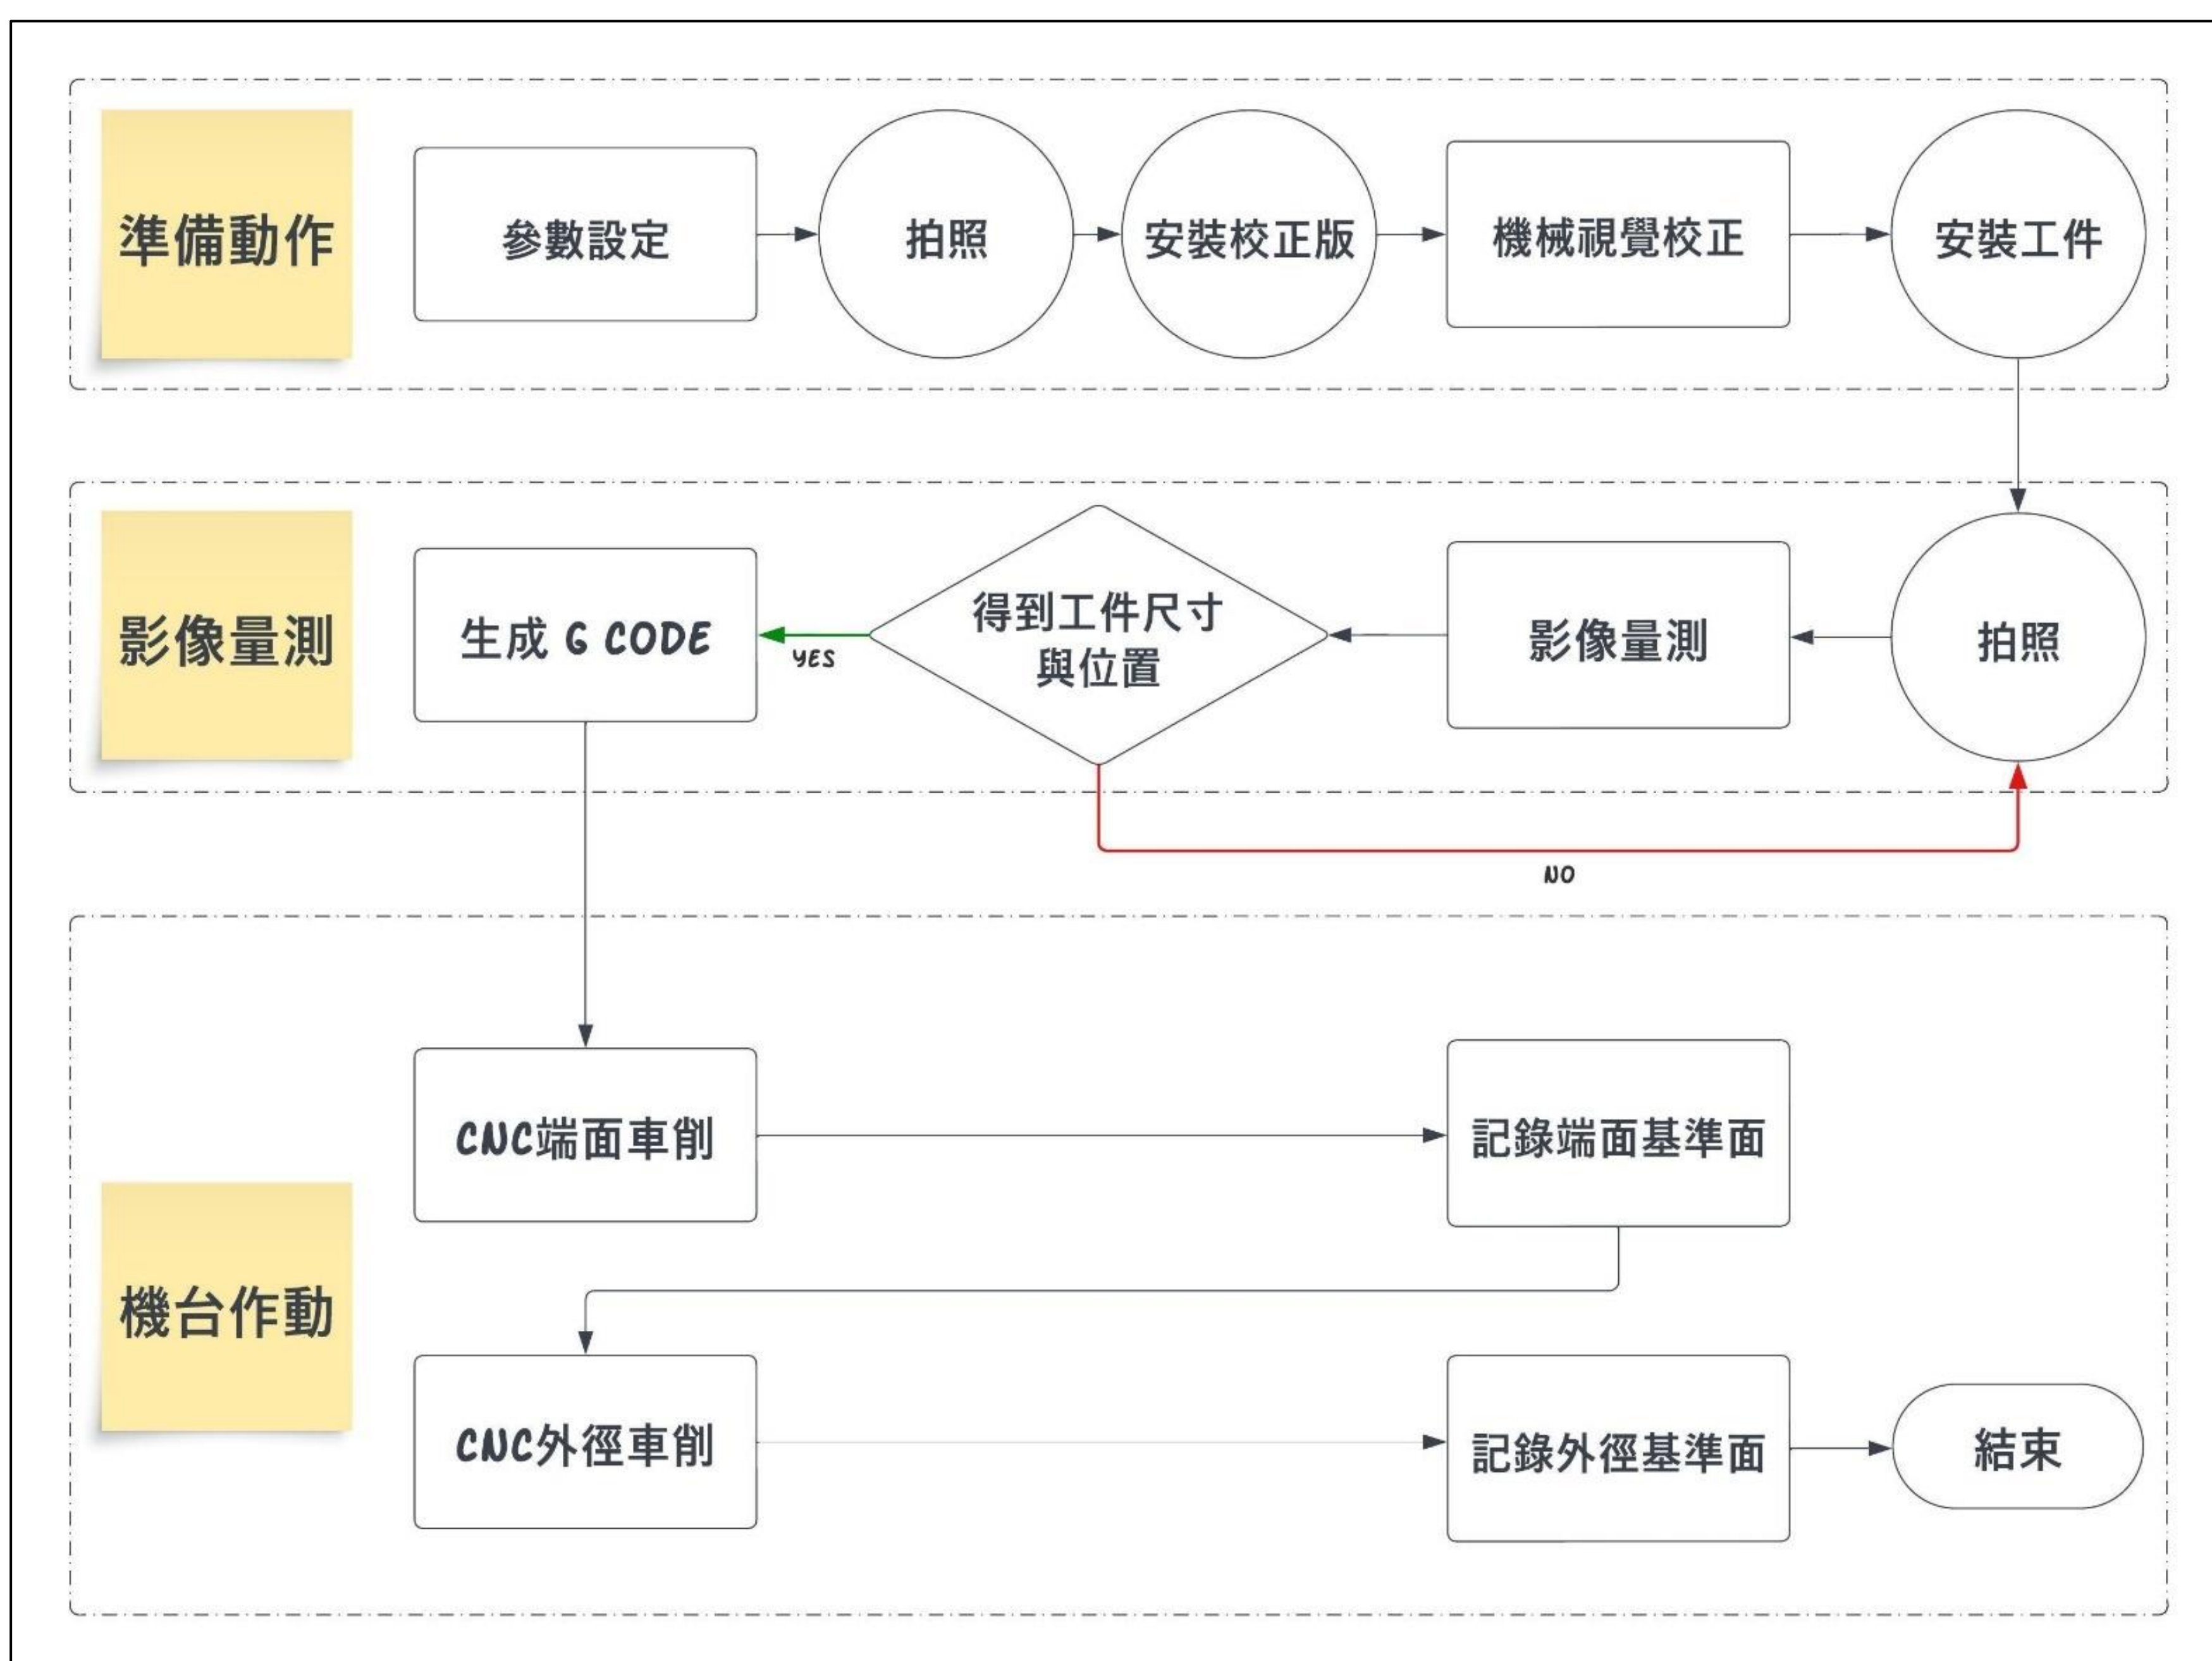 準備動作
參數設定
拍照
安裝校正版
機械視覺校正
安裝工件
影像量測
生成 G CODE
YES
得到工件尺寸
與位置
影像量測
拍照
NO
機台作動
CNC端面車削
記錄端面基準面
CNC外徑車削
記錄外徑基準面
結束